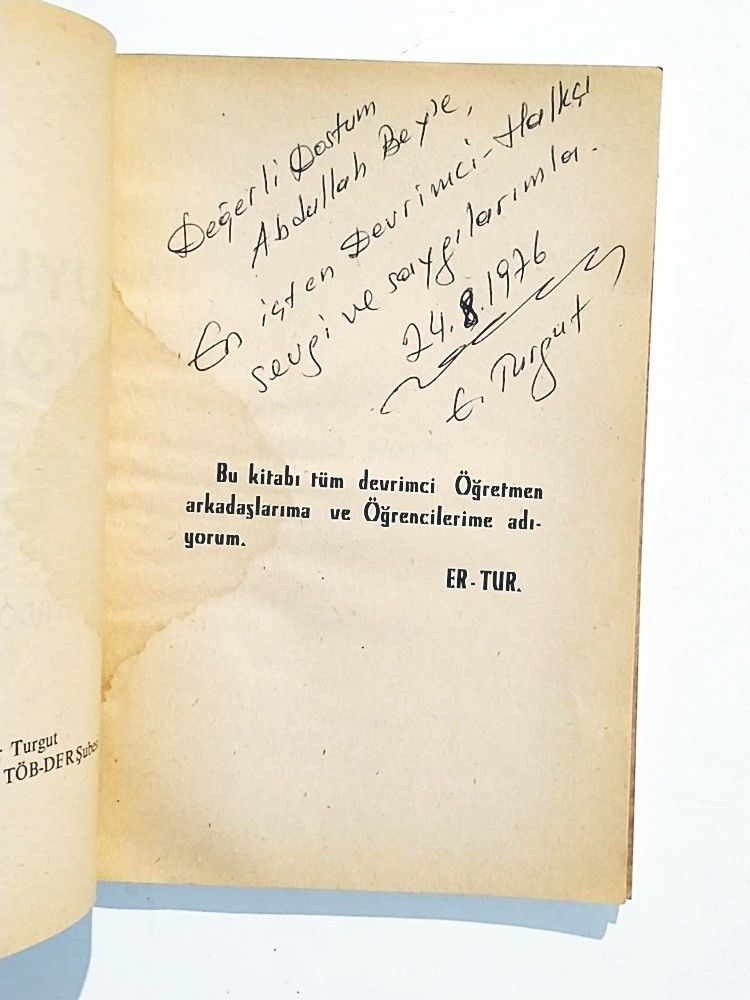 Değerli Dostum
Abdullah Bey'e,
En içten Devrimci-Halkçı
sevgi ve saygılarımla.
24.8.1976
E. Turgut
Bu kitabı tüm devrimci Öğretmen
arkadaşlarıma ve Öğrencilerime adı-
yorum.
ER-TUR.
Turgut
TÖB-DER Şubesi